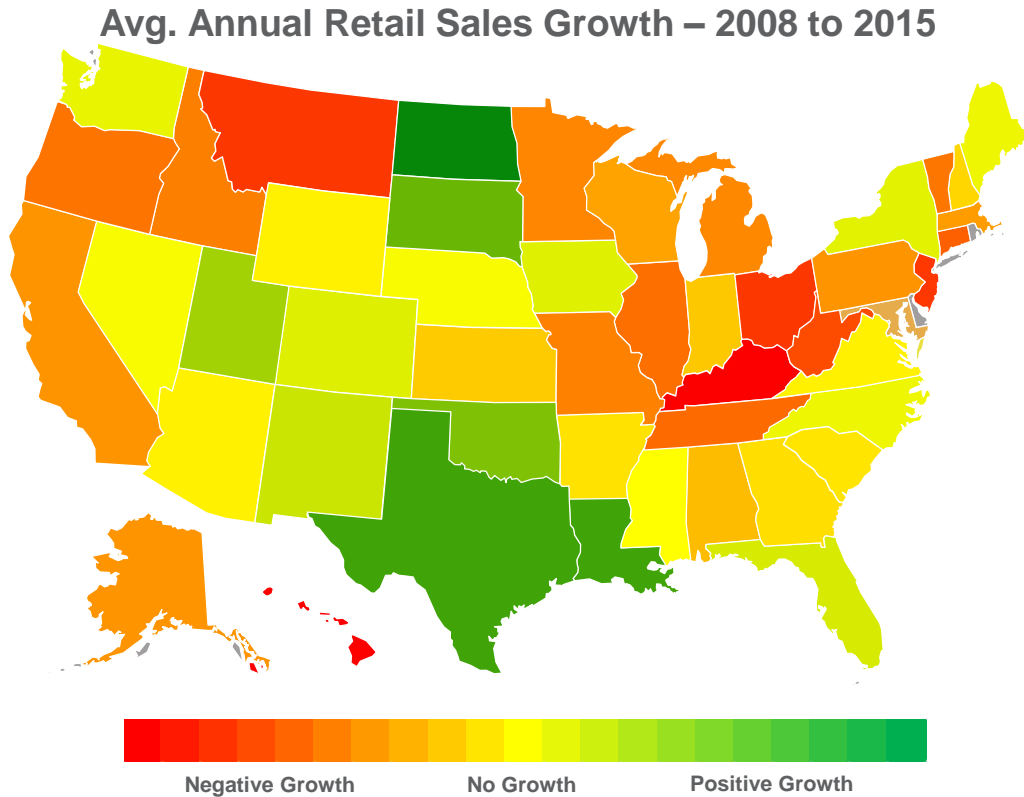 Avg. Annual Retail Sales Growth – 2008 to 2015
Negative Growth No Growth Positive Growth